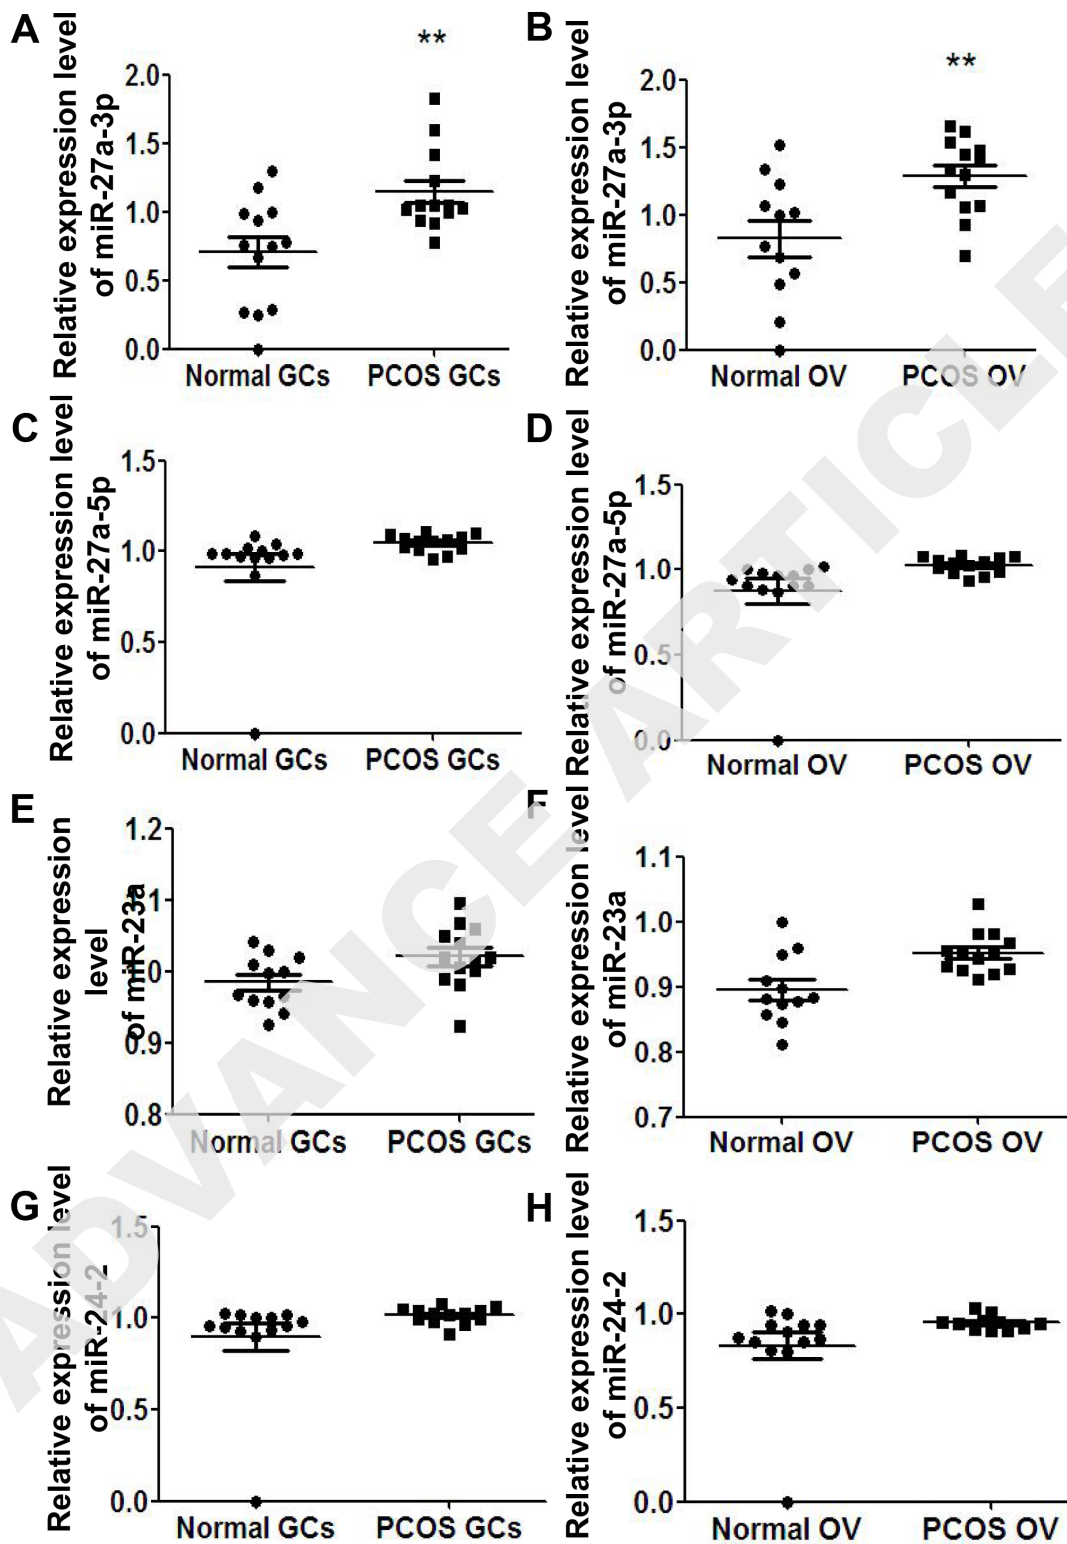 A
Relative expression level
of miR-27a-3p
**
2.0
1.5
1.0
0.5
0.0
Normal GCs
PCOS GCs
B
Relative expression level
of miR-27a-3p
**
2.0
1.5
1.0
0.5
0.0
Normal OV
PCOS OV
C
Relative expression level
of miR-27a-5p
1.5
1.0
0.5
0.0
Normal GCs
PCOS GCs
D
Relative expression level
of miR-27a-5p
1.5
1.0
0.5
0.0
Normal OV
PCOS OV
E
Relative expression
level
of miR-23a
1.2
1.1
1.0
0.9
0.8
Normal GCs
PCOS GCs
F
Relative expression level
of miR-23a
1.1
1.0
0.9
0.8
0.7
Normal OV
PCOS OV
G
Relative expression level
of miR-24-2
1.5
1.0
0.5
0.0
Normal GCs
PCOS GCs
H
Relative expression level
of miR-24-2
1.5
1.0
0.5
0.0
Normal OV
PCOS OV
ADVANCE ARTICLE